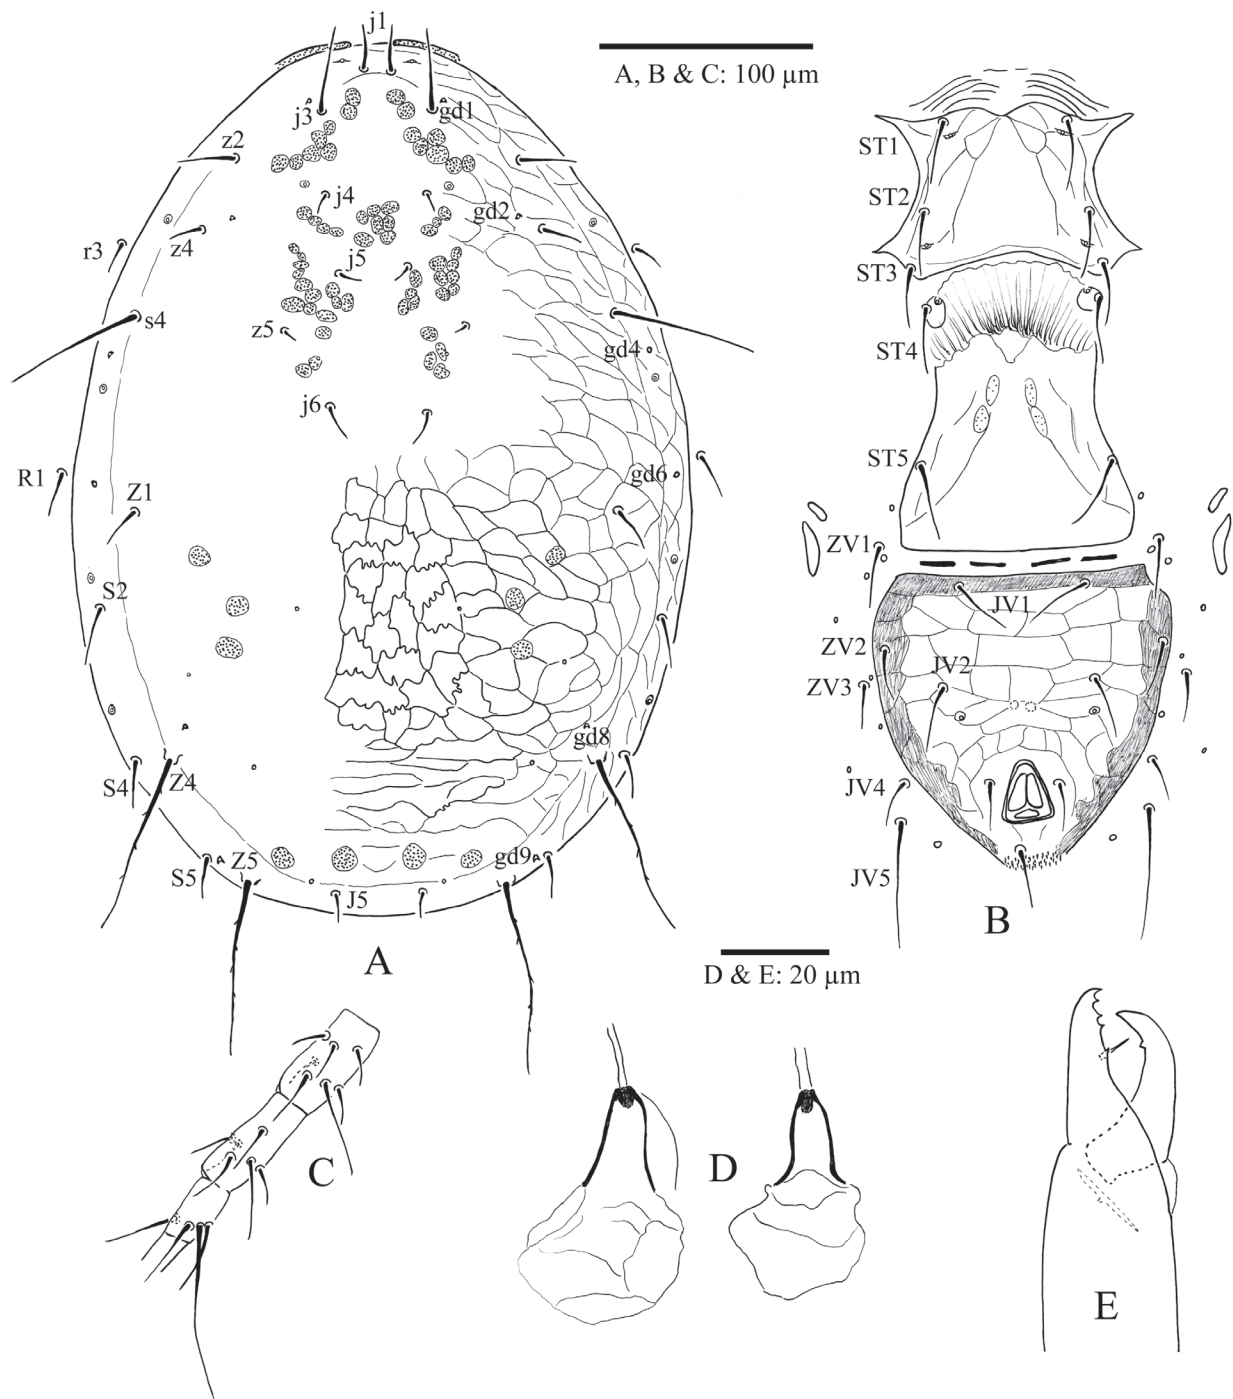 j1
A, B & C: 100 µm
j3
gd1
z2
j4
gd2
z4
r3
j5
s4
z5
gd4
j6
R1
gd6
Z1
S2
gd8
S4
Z4
S5
Z5
gd9
J5
A
ST1
ST2
ST3
ST4
ST5
ZV1
JV1
ZV2
JV2
ZV3
JV4
JV5
B
D & E: 20 µm
C
D
E